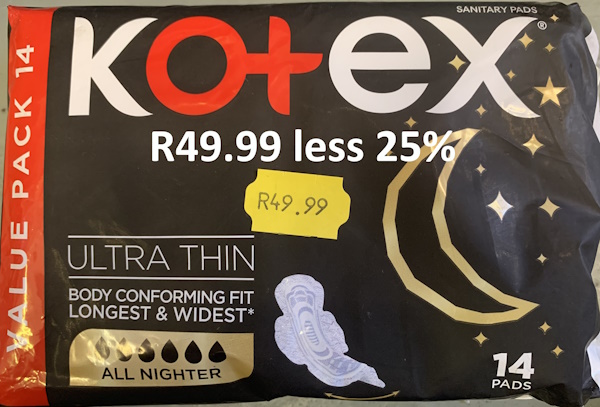 SANITARY PADS
KOTEX®
VALUE PACK 14
R49.99 less 25%
R49.99
ULTRA THIN
BODY CONFORMING FIT
LONGEST & WIDEST*
ALL NIGHTER
14
PADS